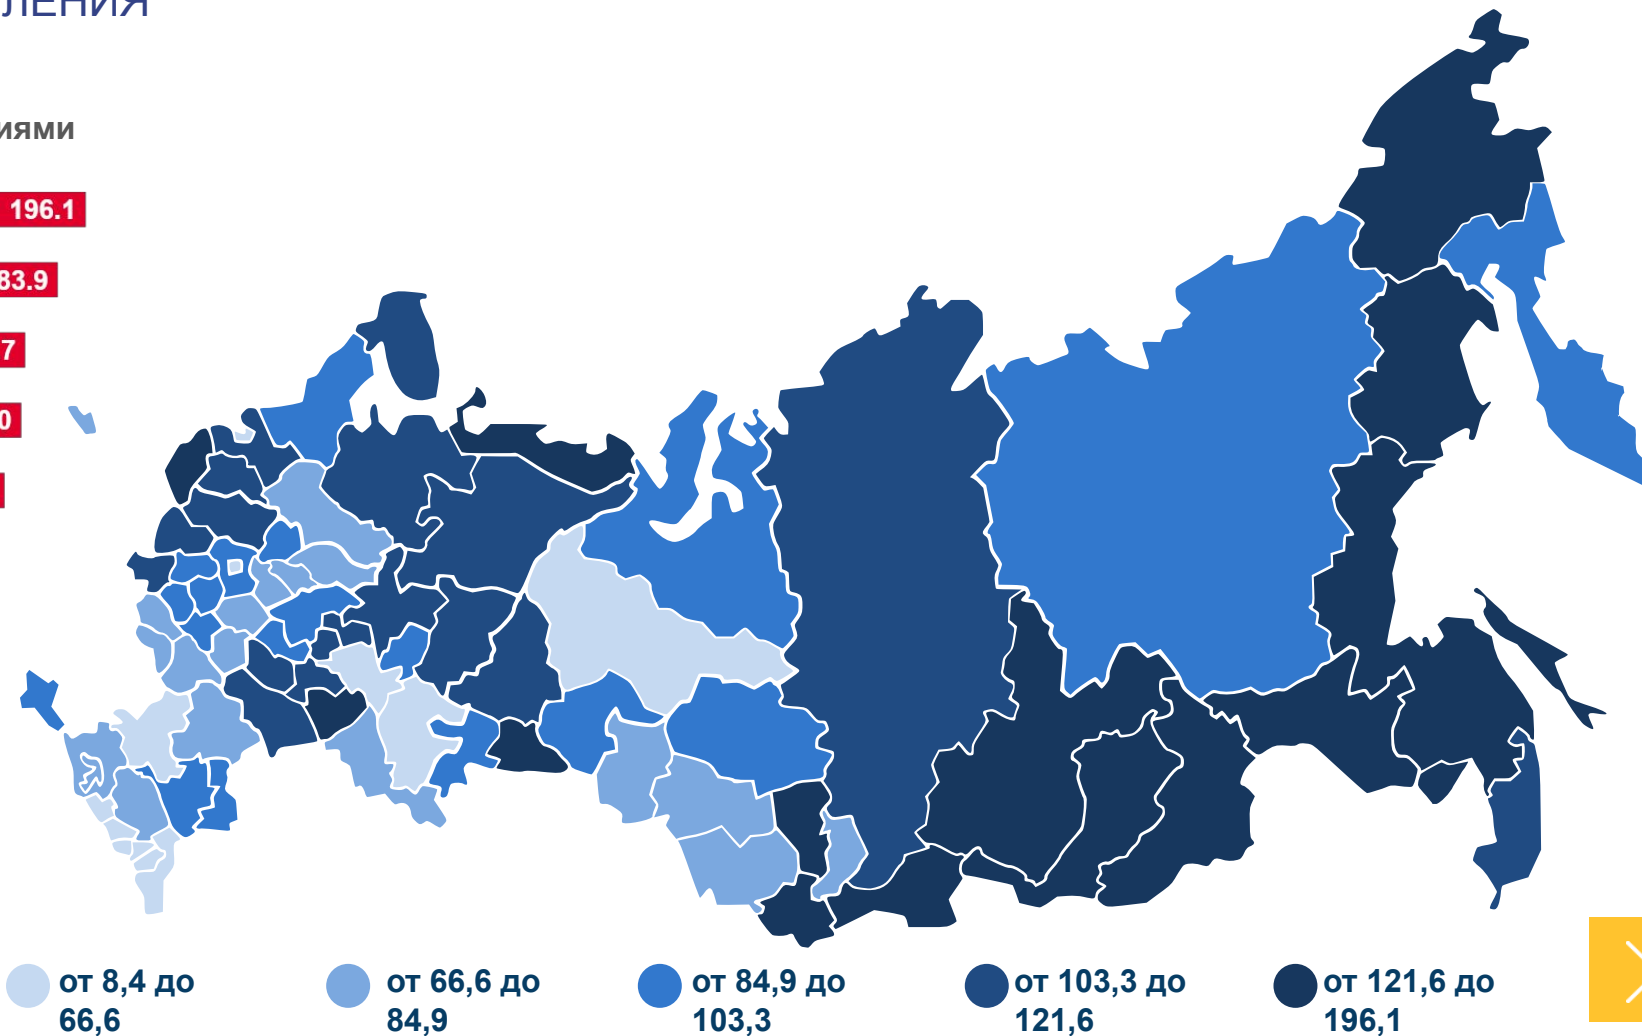 ЛЕНИЯ
иями
196.1
83.9
7
0
от 8,4 до
66,6
от 66,6 до
84,9
от 84,9 до
103,3
от 103,3 до
121,6
от 121,6 до
196,1